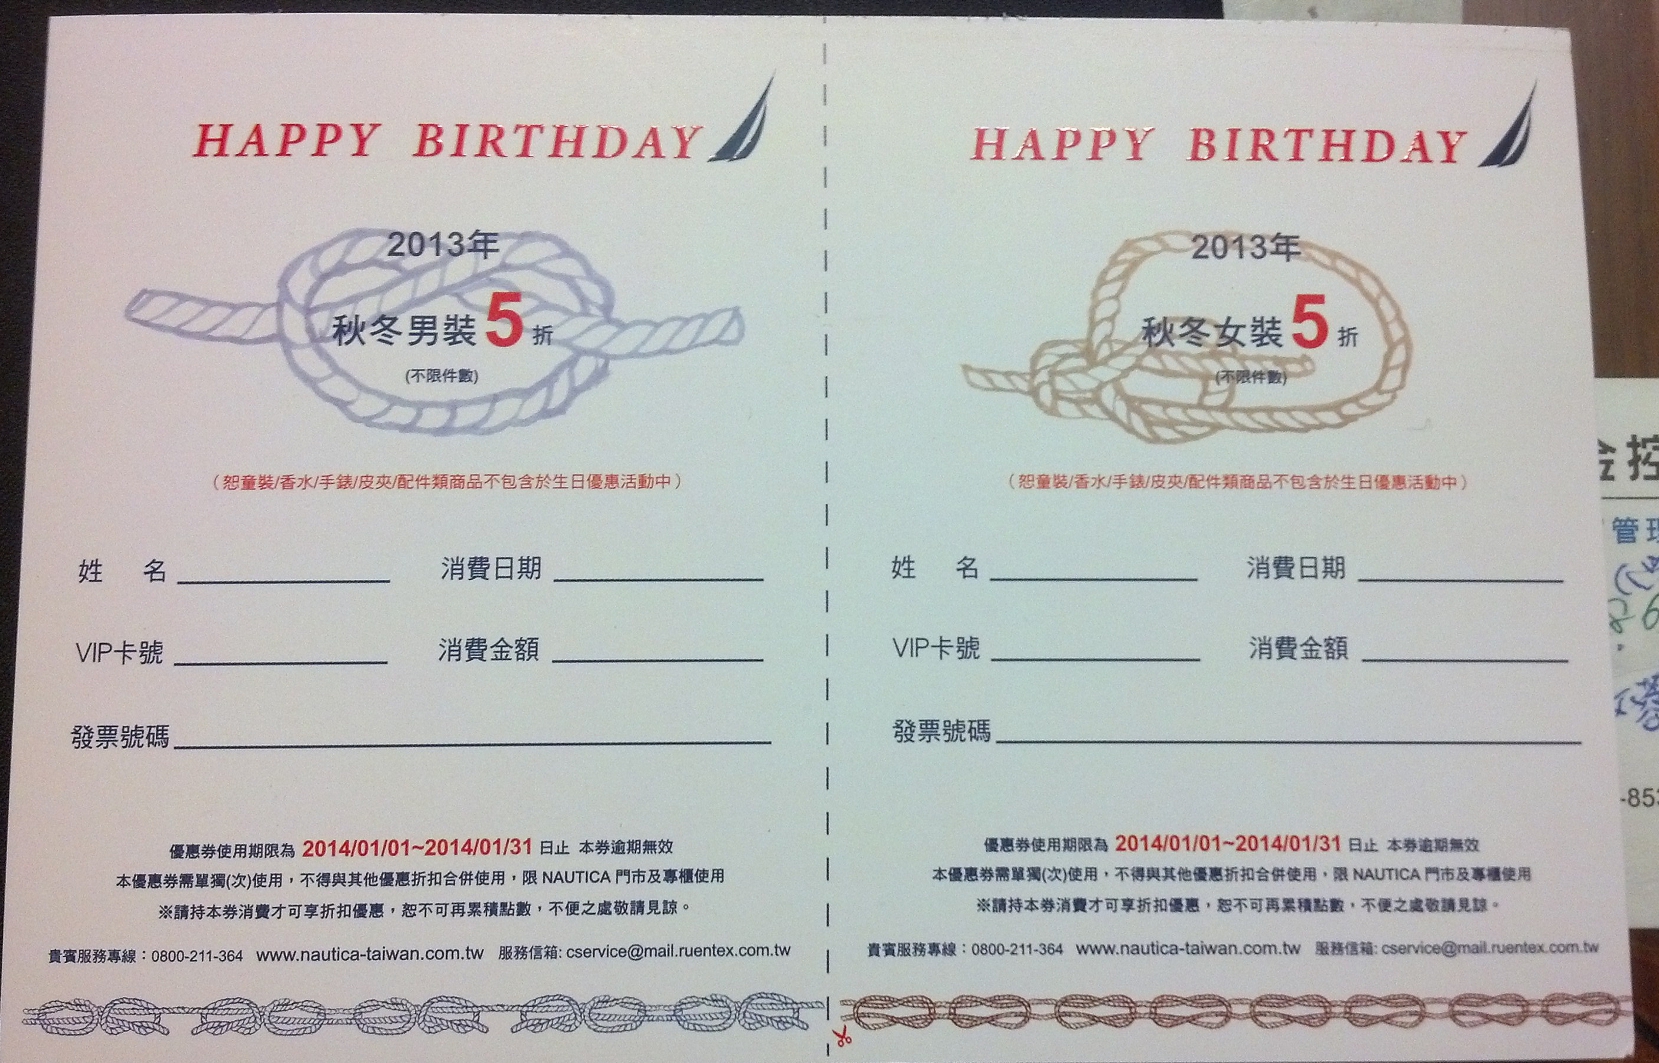 HAPPY BIRTHDAY
2013年
秋冬男裝 5 折
(不限件數)
（恕童裝/香水/手錶/皮夾/配件類商品不包含於生日優惠活動中）
姓 名 消費日期
VIP卡號 消費金額
發票號碼
優惠券使用期限為 2014/01/01~2014/01/31 日止 本券逾期無效
本優惠券需單獨(次)使用，不得與其他優惠折扣合併使用，限 NAUTICA 門市及專櫃使用
※請持本券消費才可享折扣優惠，恕不可再累積點數，不便之處敬請見諒。
貴賓服務專線：0800-211-364 www.nautica-taiwan.com.tw 服務信箱: cservice@mail.ruentex.com.tw
HAPPY BIRTHDAY
2013年
秋冬女裝 5 折
(不限件數)
（恕童裝/香水/手錶/皮夾/配件類商品不包含於生日優惠活動中）
姓 名 消費日期
VIP卡號 消費金額
發票號碼
優惠券使用期限為 2014/01/01~2014/01/31 日止 本券逾期無效
本優惠券需單獨(次)使用，不得與其他優惠折扣合併使用，限 NAUTICA 門市及專櫃使用
※請持本券消費才可享折扣優惠，恕不可再累積點數，不便之處敬請見諒。
貴賓服務專線：0800-211-364 www.nautica-taiwan.com.tw 服務信箱: cservice@mail.ruentex.com.tw
金控
管理
-853